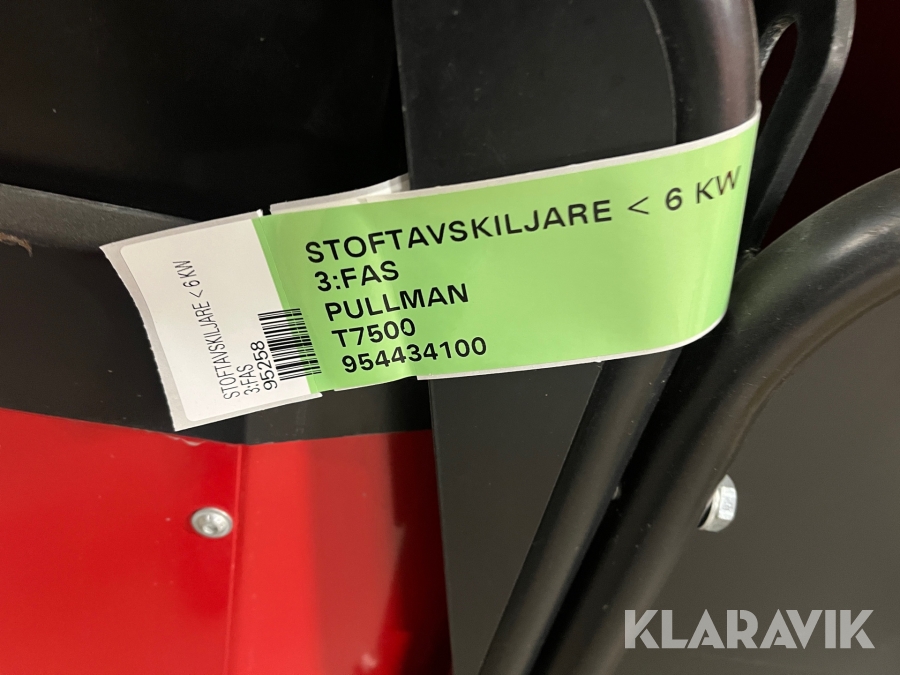 STOFTAVSKILJARE < 6 KW
3:FAS
PULLMAN
T7500
954434100
STOFTAVSKILJARE < 6 KW
3:FAS
95258
KLARAVIK